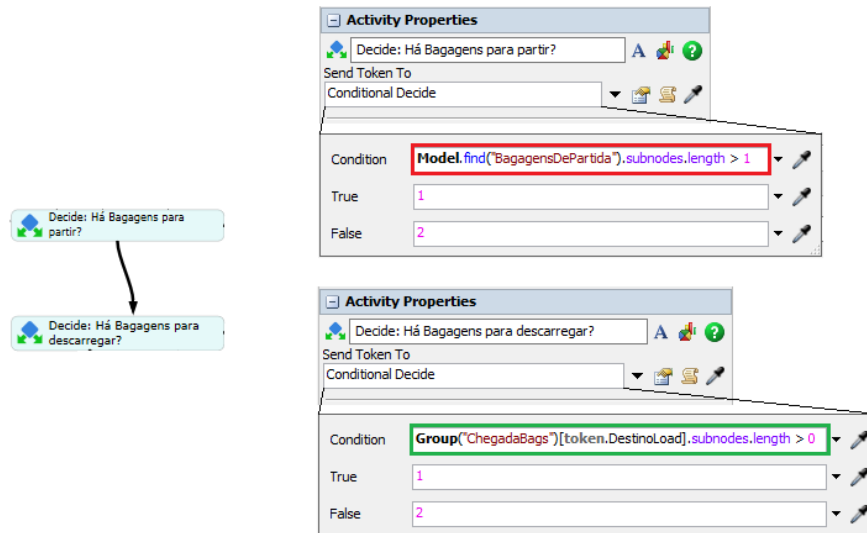 Activity Properties
Decide: Há Bagagens para partir?
Send Token To
Conditional Decide
Condition
Model.find("BagagensDePartida").subnodes.length > 1
True
1
False
2
Decide: Há Bagagens para
partir?
Decide: Há Bagagens para
descarregar?
Activity Properties
Decide: Há Bagagens para descarregar?
Send Token To
Conditional Decide
Condition
Group("ChegadaBags")[token.DestinoLoad].subnodes.length > 0
True
1
False
2